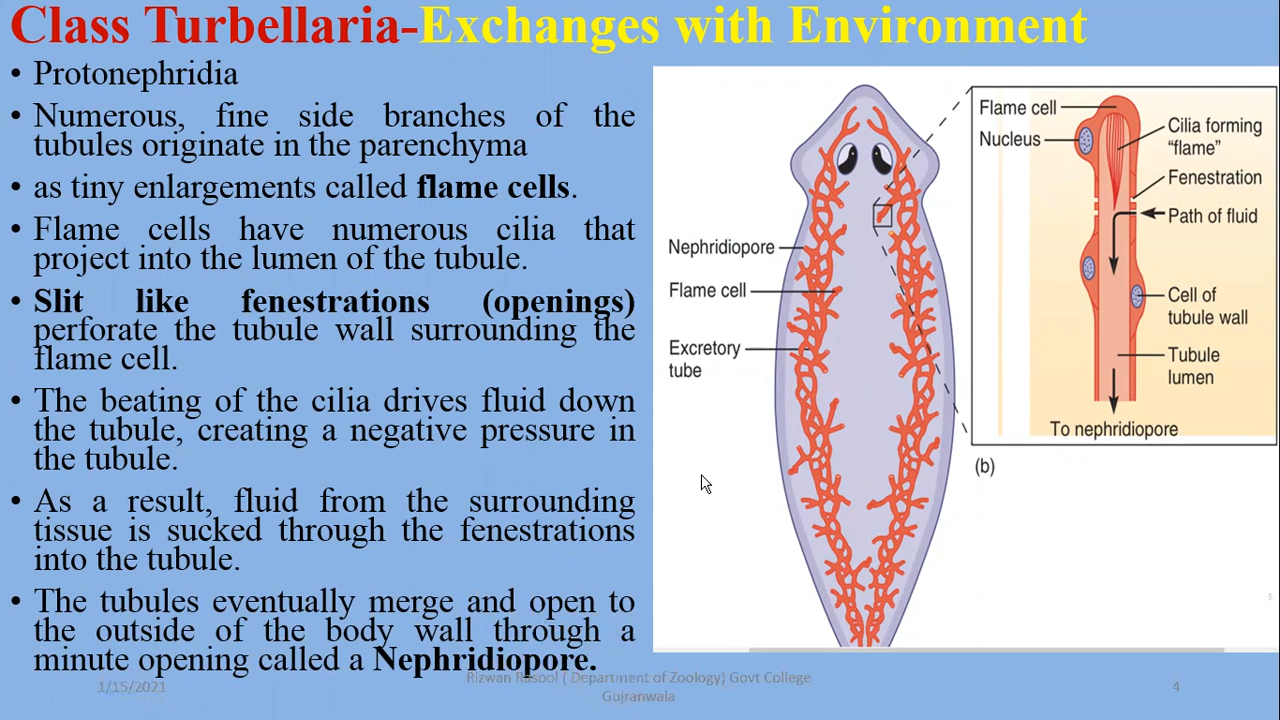 Class Turbellaria-Exchanges with Environment
• Protonephridia
• Numerous, fine side branches of the
tubules originate in the parenchyma
• as tiny enlargements called flame cells.
• Flame cells have numerous cilia that
project into the lumen of the tubule.
• Slit like fenestrations (openings)
perforate the tubule wall surrounding the
flame cell.
• The beating of the cilia drives fluid down
the tubule, creating a negative pressure in
the tubule.
• As a result, fluid from the surrounding
tissue is sucked through the fenestrations
into the tubule.
• The tubules eventually merge and open to
the outside of the body wall through a
minute opening called a Nephridiopore.
Nephridiopore
Flame cell
Excretory
tube
Flame cell
Nucleus
Cilia forming
"flame"
Fenestration
Path of fluid
Cell of
tubule wall
Tubule
lumen
To nephridiopore
(b)
5
1/15/2021
Rizwan Rasool ( Department of Zoology) Govt College
Gujranwala
4